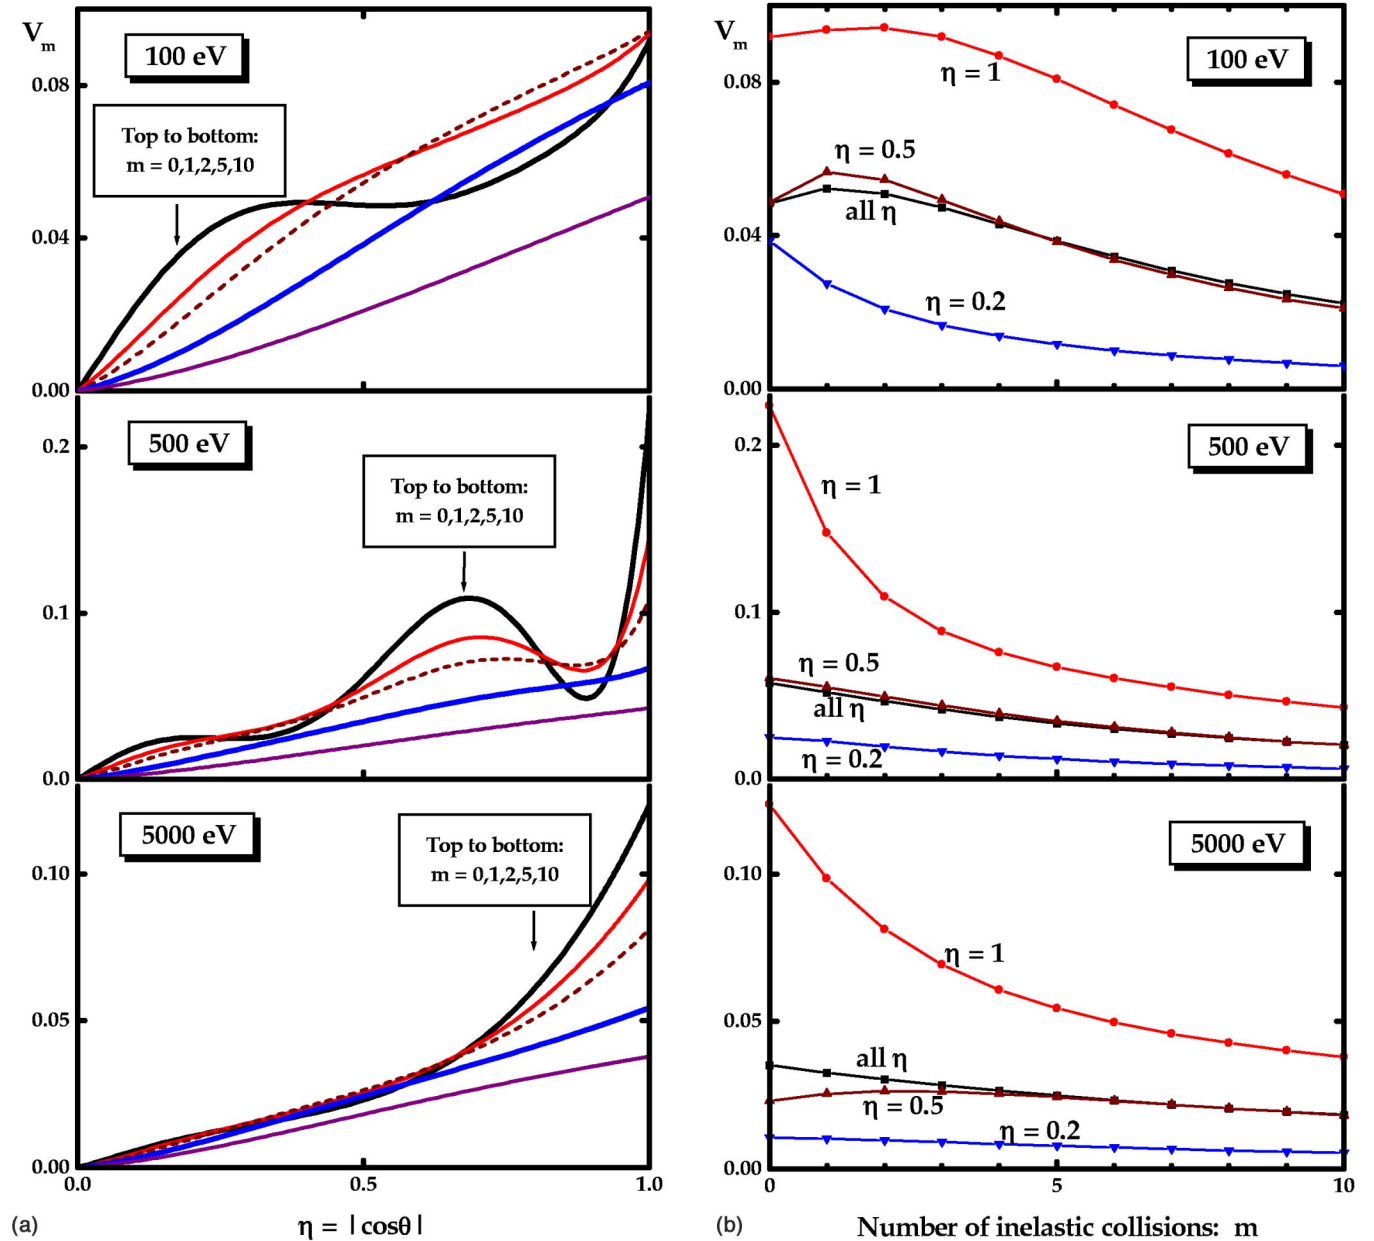 V_m
100 eV
0.08
Top to bottom:
m = 0,1,2,5,10
0.04
0.00
500 eV
0.2
Top to bottom:
m = 0,1,2,5,10
0.1
0.0
5000 eV
Top to bottom:
m = 0,1,2,5,10
0.10
0.05
0.00
0.0 0.5 1.0
(a) η = |cosθ|
V_m
100 eV
η = 1
0.08
η = 0.5
all η
0.04
η = 0.2
0.00
500 eV
0.2
η = 1
0.1
η = 0.5
all η
η = 0.2
0.0
5000 eV
0.10
η = 1
0.05
all η
η = 0.5
η = 0.2
0.00
0 5 10
(b) Number of inelastic collisions: m